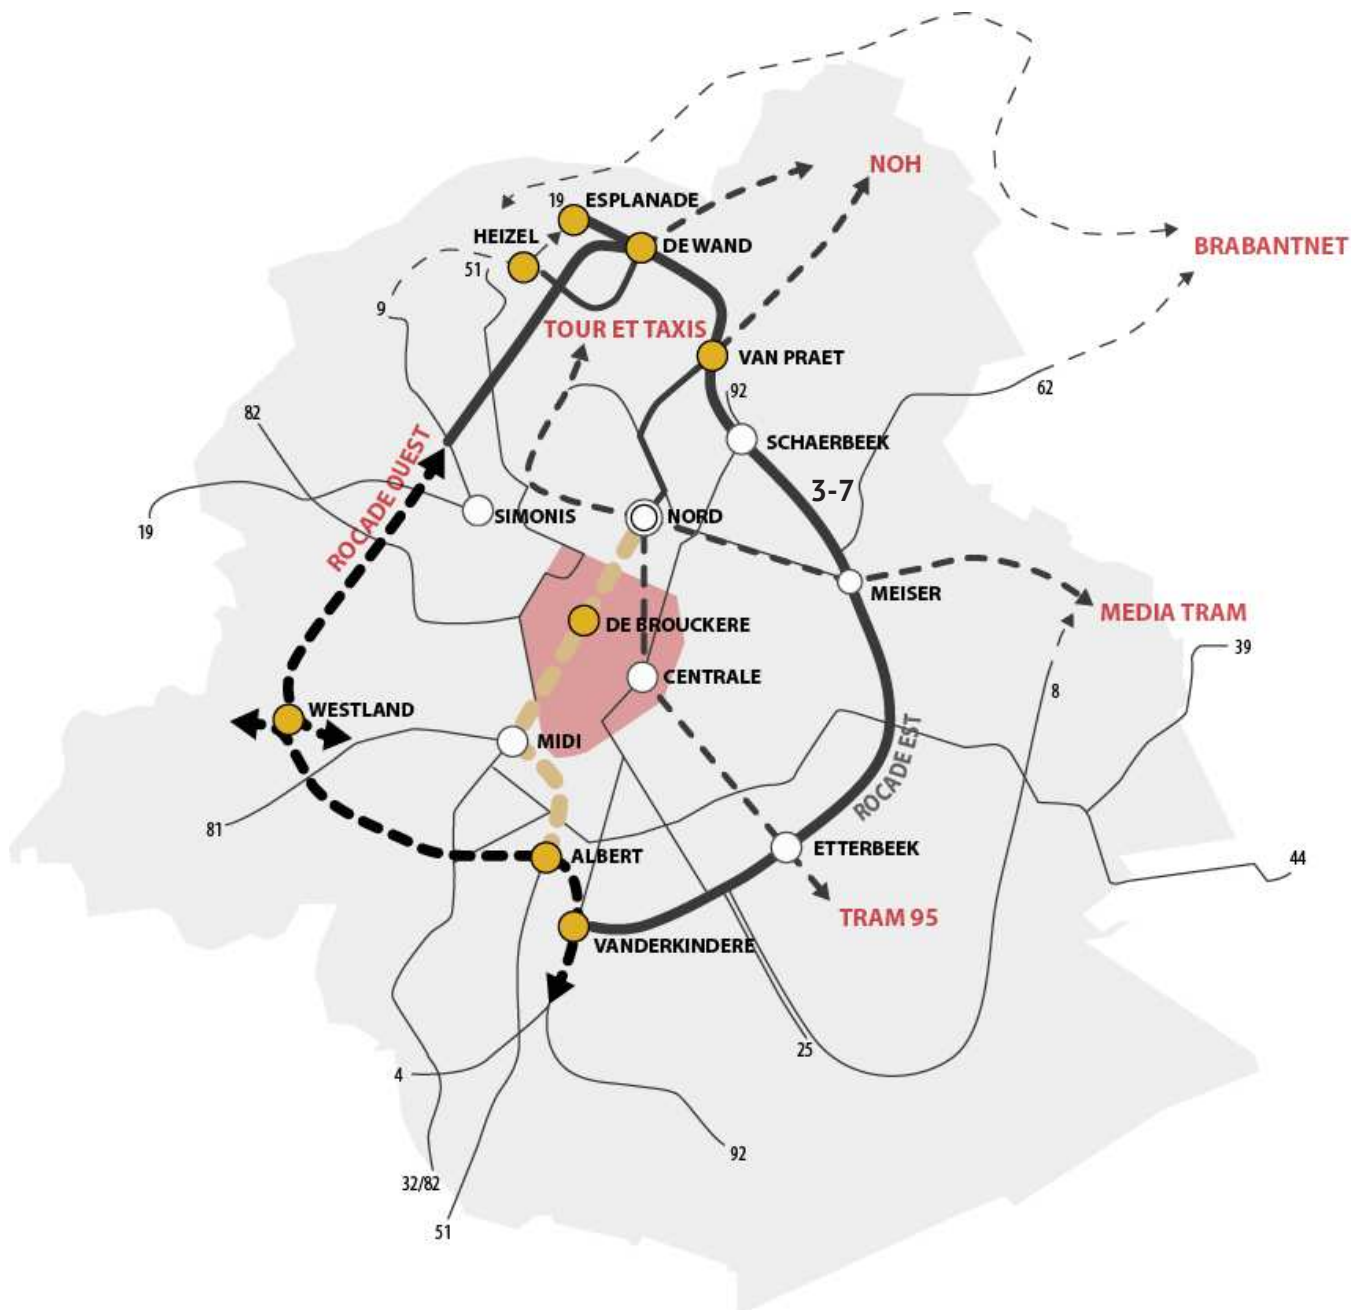 NOH
19
ESPLANADE
HEIZEL
DE WAND
BRABANTNET
51
9
TOUR ET TAXIS
VAN PRAET
92
62
82
SCHAERBEEK
ROCADE OUEST
3-7
SIMONIS
NORD
19
MEISER
MEDIA TRAM
DE BROUCKERE
39
CENTRALE
8
WESTLAND
MIDI
ROCADE EST
81
ALBERT
ETTERBEEK
44
TRAM 95
VANDERKINDERE
25
4
92
32/82
51